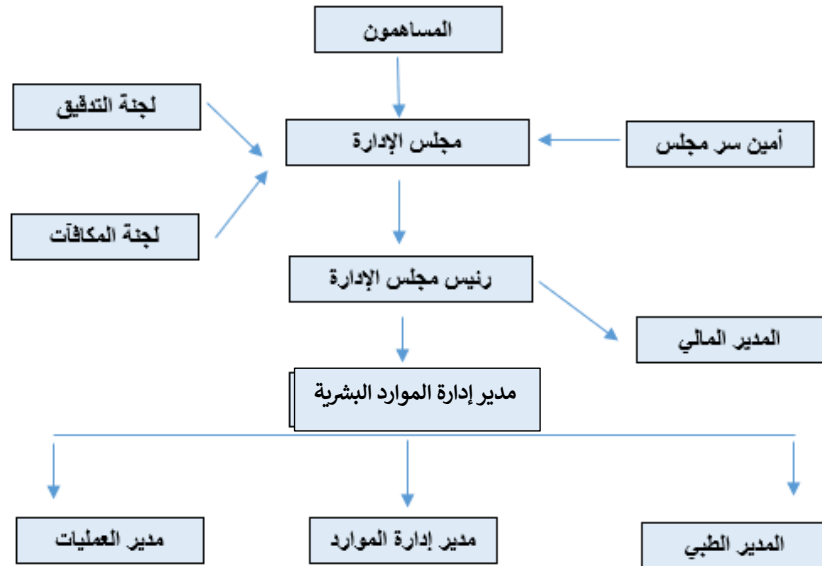 المساهمون
لجنة التدقيق
مجلس الإدارة
أمين سر مجلس
لجنة المكافآت
رئيس مجلس الإدارة
المدير المالي
مدير إدارة الموارد البشرية
مدير العمليات
مدير إدارة الموارد
المدير الطبي